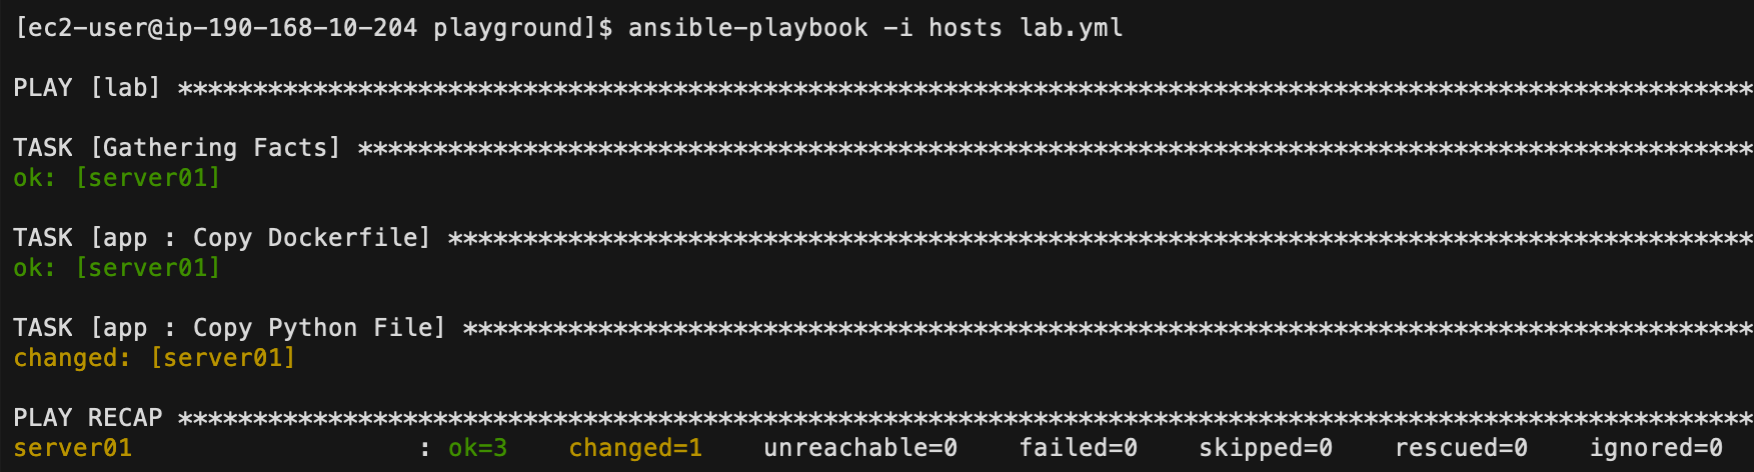 [ec2-user@ip-190-168-10-204 playground]$ ansible-playbook -i hosts lab.yml
PLAY [lab] *********************************************************************************************************
TASK [Gathering Facts] *********************************************************************************************
ok: [server01]
TASK [app : Copy Dockerfile] ***************************************************************************************
ok: [server01]
TASK [app : Copy Python File] **************************************************************************************
changed: [server01]
PLAY RECAP *********************************************************************************************************
server01                   : ok=3    changed=1    unreachable=0    failed=0    skipped=0    rescued=0    ignored=0